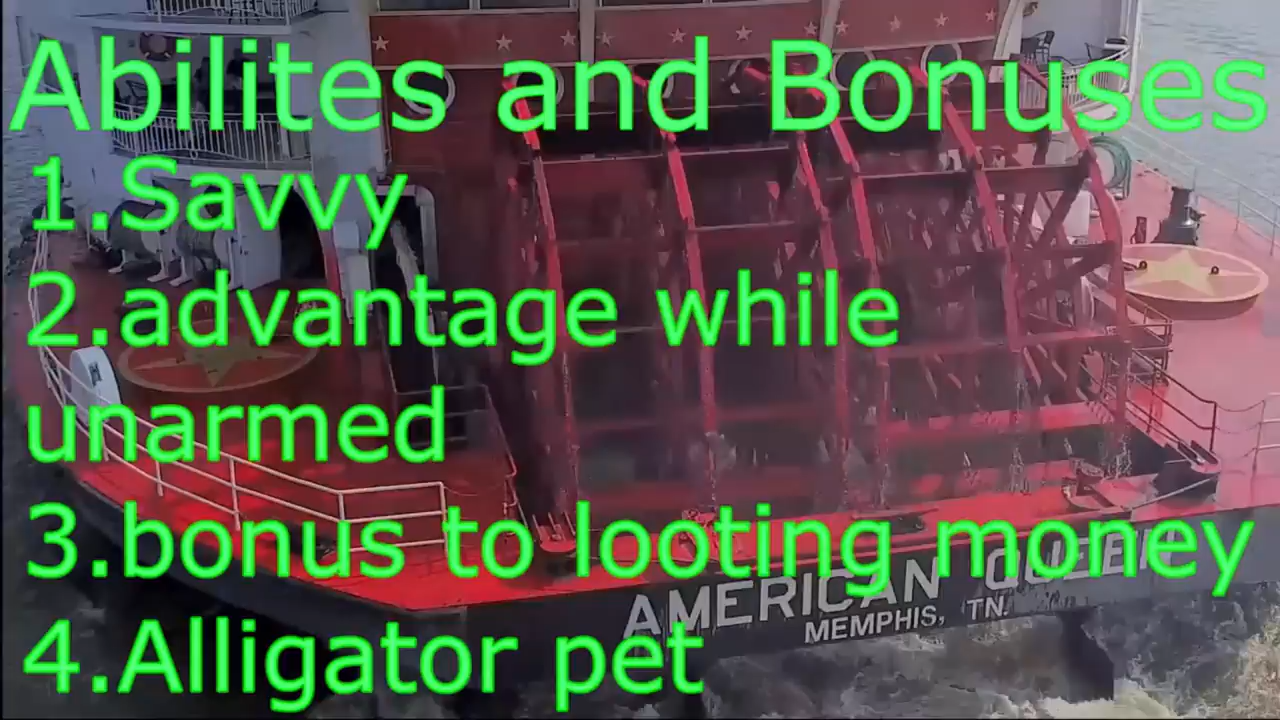 Abilites and Bonuses
1.Savvy
2.advantage while
unarmed
3.bonus to looting money
4.Alligator pet
AMERICAN QUEEN
MEMPHIS, TN.